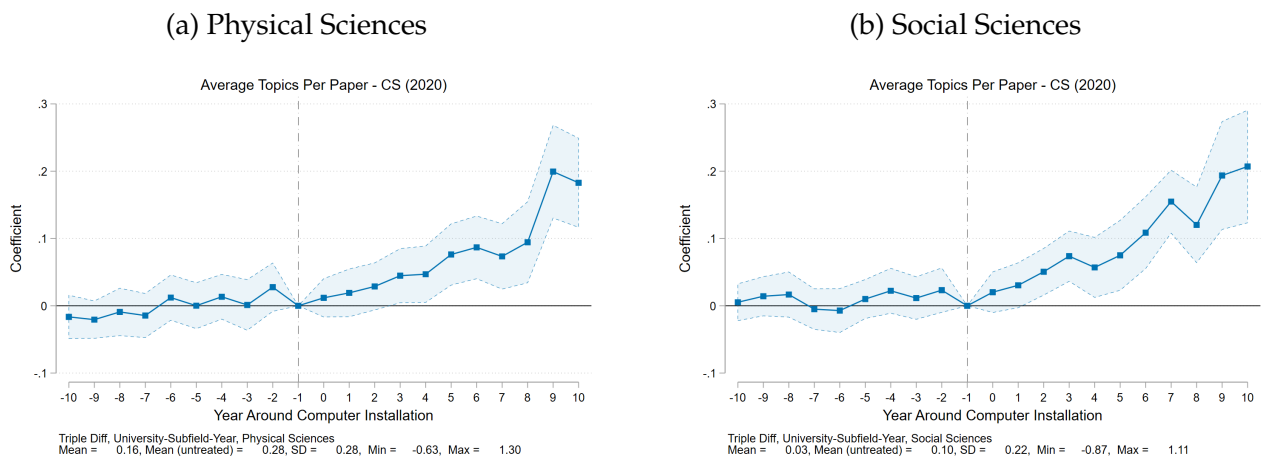 (a) Physical Sciences
Average Topics Per Paper - CS (2020)
Coefficient
.3
.2
.1
0
-.1
-10 -9 -8 -7 -6 -5 -4 -3 -2 -1 0 1 2 3 4 5 6 7 8 9 10
Year Around Computer Installation
Triple Diff, University-Subfield-Year, Physical Sciences
Mean = 0.16, Mean (untreated) = 0.28, SD = 0.28, Min = -0.63, Max = 1.30
(b) Social Sciences
Average Topics Per Paper - CS (2020)
Coefficient
.3
.2
.1
0
-.1
-10 -9 -8 -7 -6 -5 -4 -3 -2 -1 0 1 2 3 4 5 6 7 8 9 10
Year Around Computer Installation
Triple Diff, University-Subfield-Year, Social Sciences
Mean = 0.03, Mean (untreated) = 0.10, SD = 0.22, Min = -0.87, Max = 1.11